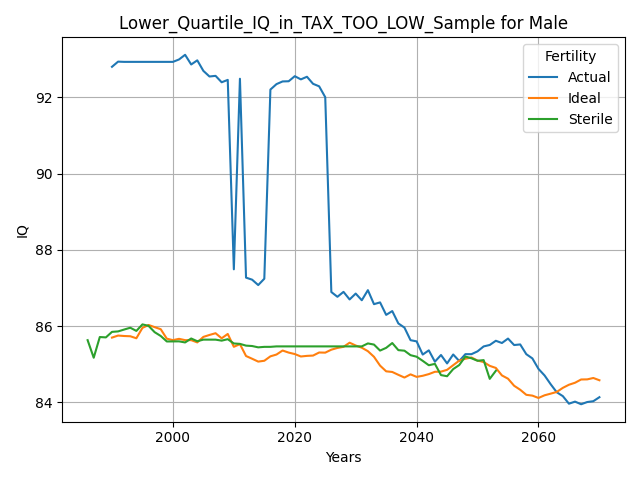 Lower_Quartile_IQ_in_TAX_TOO_LOW_Sample for Male
Fertility
Actual
Ideal
Sterile
IQ
92
90
88
86
84
2000
2020
2040
2060
Years